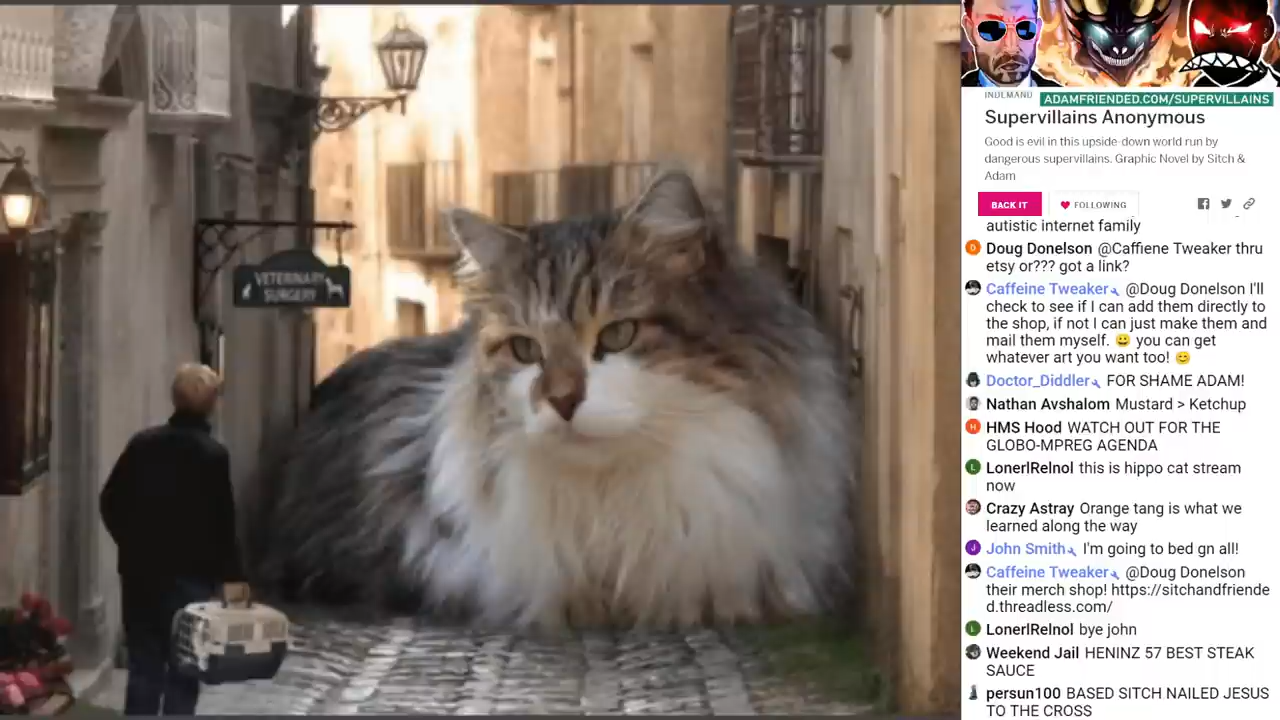 VETERINARY
SURGERY
INDEMAND
ADAMFRIENDED.COM/SUPERVILLAINS
Supervillains Anonymous
Good is evil in this upside-down world run by
dangerous supervillains. Graphic Novel by Sitch &
Adam
BACK IT
FOLLOWING
autistic internet family
Doug Donelson @Caffiene Tweaker thru
etsy or??? got a link?
Caffeine Tweaker @Doug Donelson I'll
check to see if I can add them directly to
the shop, if not I can just make them and
mail them myself. 😀 you can get
whatever art you want too! 😊
Doctor_Diddler FOR SHAME ADAM!
Nathan Avshalom Mustard > Ketchup
HMS Hood WATCH OUT FOR THE
GLOBO-MPREG AGENDA
LonerlRelnol this is hippo cat stream
now
Crazy Astray Orange tang is what we
learned along the way
John Smith I'm going to bed gn all!
Caffeine Tweaker @Doug Donelson
their merch shop! https://sitchandfriende
d.threadless.com/
LonerlRelnol bye john
Weekend Jail HENINZ 57 BEST STEAK
SAUCE
persun100 BASED SITCH NAILED JESUS
TO THE CROSS